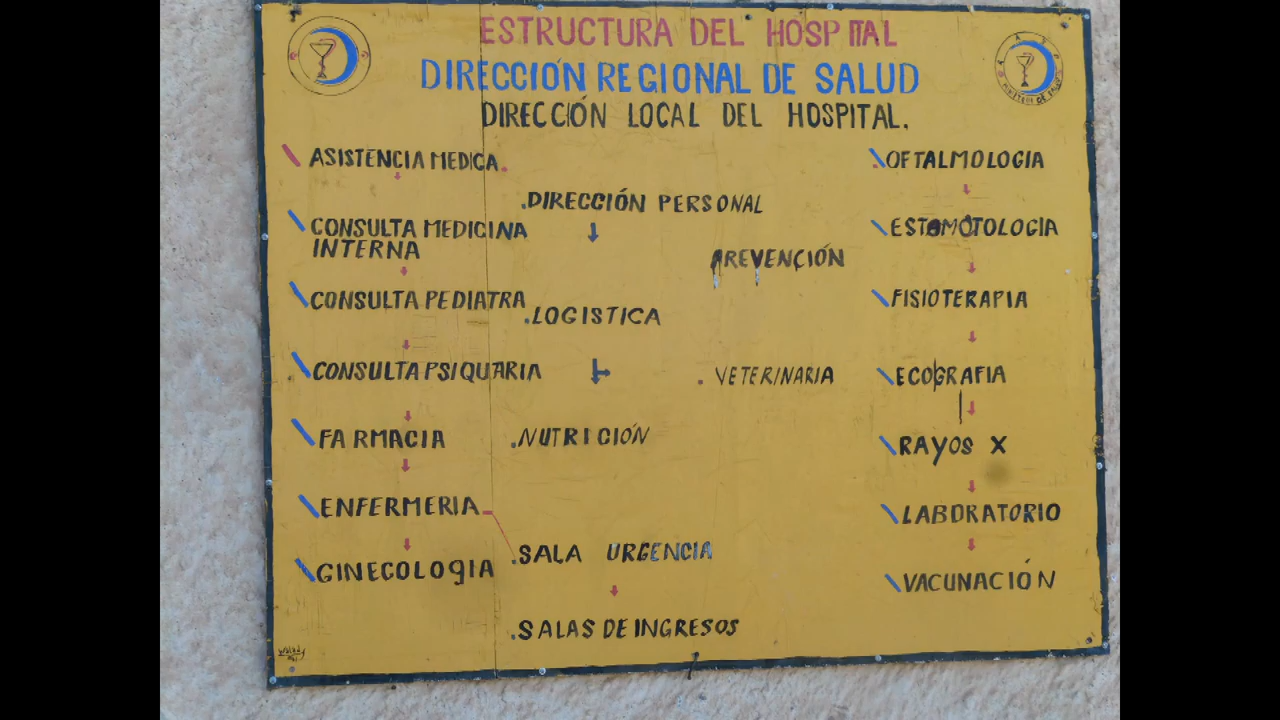 ESTRUCTURA DEL HOSPITAL
DIRECCIÓN REGIONAL DE SALUD
DIRECCIÓN LOCAL DEL HOSPITAL.
ASISTENCIA MEDICA.
CONSULTA MEDICINA
INTERNA
CONSULTA PEDIATRA
CONSULTA PSIQUATRIA
FARMACIA
ENFERMERIA
GINECOLOGIA
.DIRECCIÓN PERSONAL
PREVENCIÓN
.LOGISTICA
. VETERINARIA
.NUTRICIÓN
.SALA URGENCIA
.SALAS DE INGRESOS
OFTALMOLOGIA
ESTOMOTOLOGIA
FISIOTERAPIA
ECOGRAFIA
RAYOS X
LABORATORIO
VACUNACIÓN